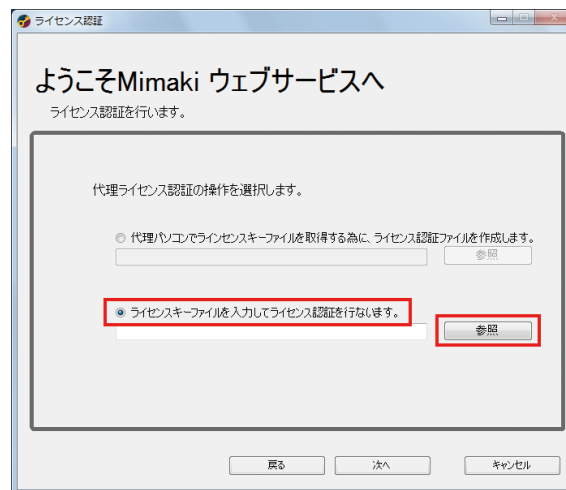 ライセンス認証
ようこそMimaki ウェブサービスへ
ライセンス認証を行います。
代理ライセンス認証の操作を選択します。
代理パソコンでラインセンスキーファイルを取得する為に、ライセンス認証ファイルを作成します。
参照
ライセンスキーファイルを入力してライセンス認証を行ないます。
参照
戻る
次へ
キャンセル